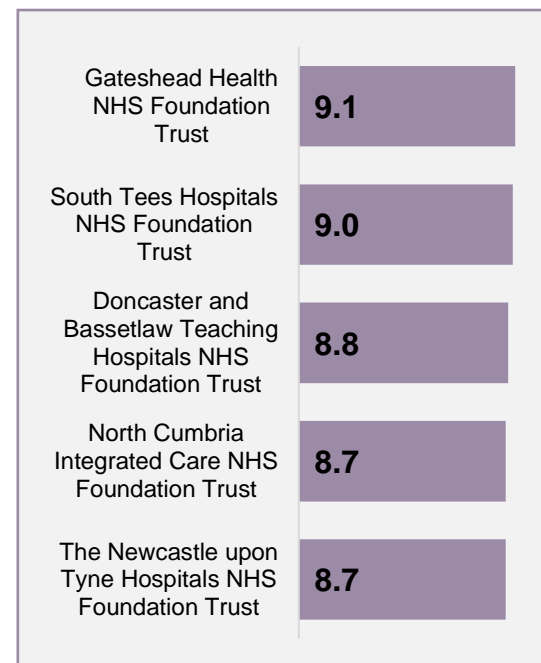 Gateshead Health
NHS Foundation
Trust
9.1
South Tees Hospitals
NHS Foundation
Trust
9.0
Doncaster and
Bassetlaw Teaching
Hospitals NHS
Foundation Trust
8.8
North Cumbria
Integrated Care NHS
Foundation Trust
8.7
The Newcastle upon
Tyne Hospitals NHS
Foundation Trust
8.7